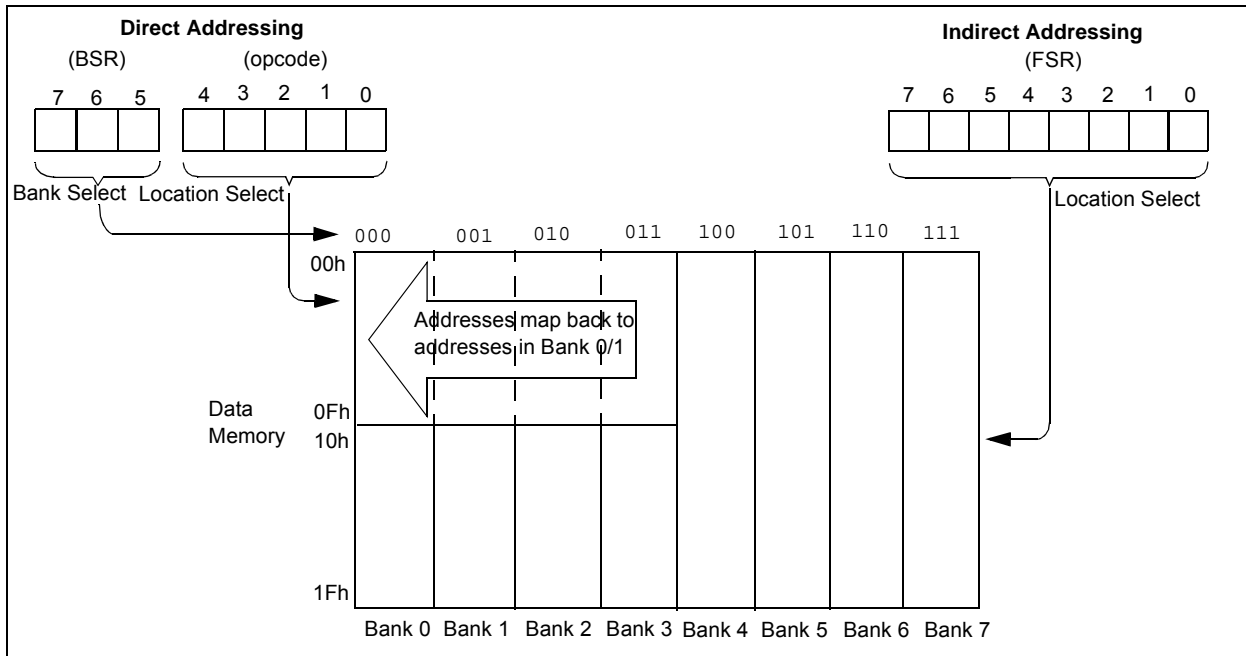 Direct Addressing
(BSR) (opcode)
7 6 5 4 3 2 1 0
Bank Select Location Select
Indirect Addressing
(FSR)
7 6 5 4 3 2 1 0
Location Select
000 001 010 011 100 101 110 111
00h
Addresses map back to
addresses in Bank 0/1
Data
Memory
0Fh
10h
1Fh
Bank 0 Bank 1 Bank 2 Bank 3 Bank 4 Bank 5 Bank 6 Bank 7